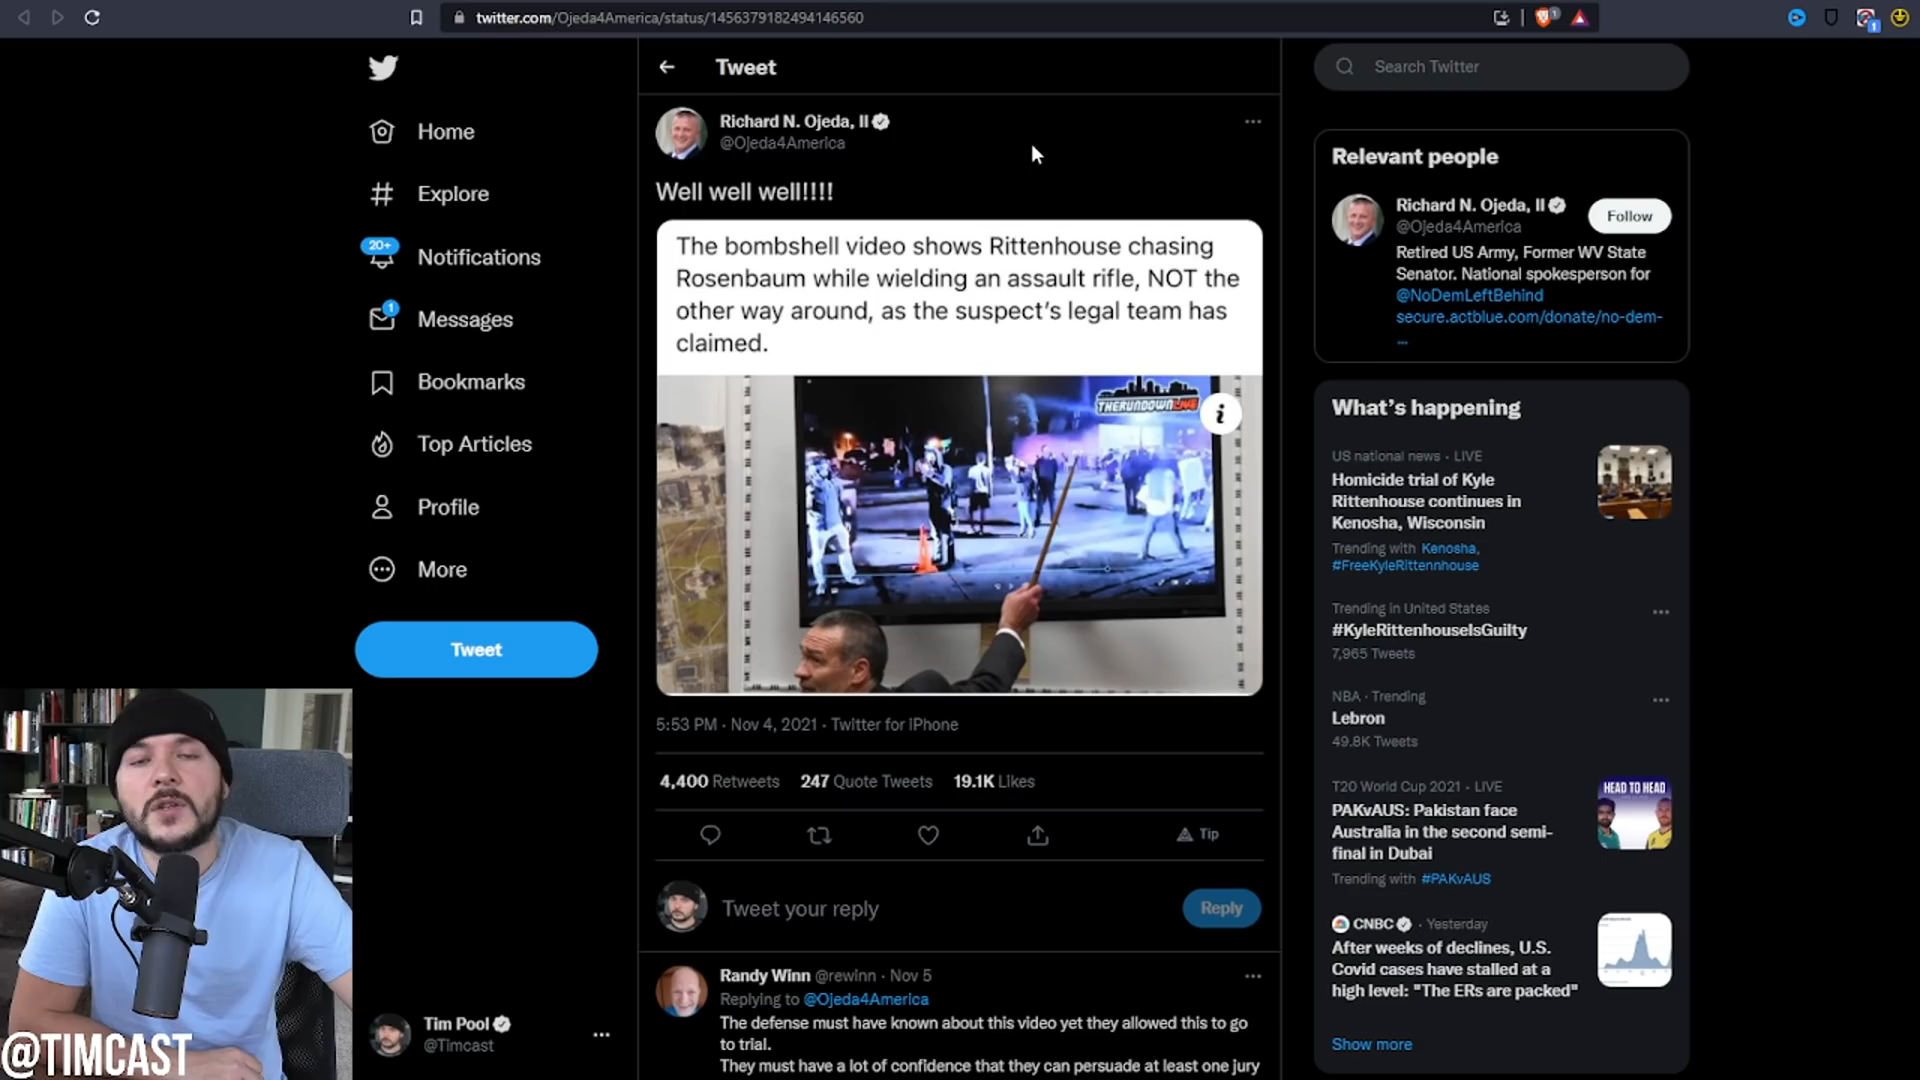 twitter.com/Ojeda4America/status/1456379182494146560
Home
Explore
20+
Notifications
1
Messages
Bookmarks
Top Articles
Profile
More
Tweet
Tim Pool
@Timcast
@TIMCAST
Tweet
Richard N. Ojeda, II
@Ojeda4America
Well well well!!!!
The bombshell video shows Rittenhouse chasing
Rosenbaum while wielding an assault rifle, NOT the
other way around, as the suspect's legal team has
claimed.
THERUNDOWNLIVE
i
5:53 PM · Nov 4, 2021 · Twitter for iPhone
4,400 Retweets 247 Quote Tweets 19.1K Likes
Tip
Tweet your reply
Reply
Randy Winn @rewinn · Nov 5
Replying to @Ojeda4America
The defense must have known about this video yet they allowed this to go
to trial.
They must have a lot of confidence that they can persuade at least one jury
1
1
Search Twitter
Relevant people
Richard N. Ojeda, II
@Ojeda4America
Follow
Retired US Army, Former WV State
Senator. National spokesperson for
@NoDemLeftBehind
secure.actblue.com/donate/no-dem-
...
What's happening
US national news · LIVE
Homicide trial of Kyle
Rittenhouse continues in
Kenosha, Wisconsin
Trending with Kenosha,
#FreeKyleRittennhouse
Trending in United States
#KyleRittenhouseIsGuilty
7,965 Tweets
NBA · Trending
Lebron
49.8K Tweets
T20 World Cup 2021 · LIVE
PAKvAUS: Pakistan face
Australia in the second semi-
final in Dubai
Trending with #PAKvAUS
HEAD TO HEAD
CNBC · Yesterday
After weeks of declines, U.S.
Covid cases have stalled at a
high level: "The ERs are packed"
Show more